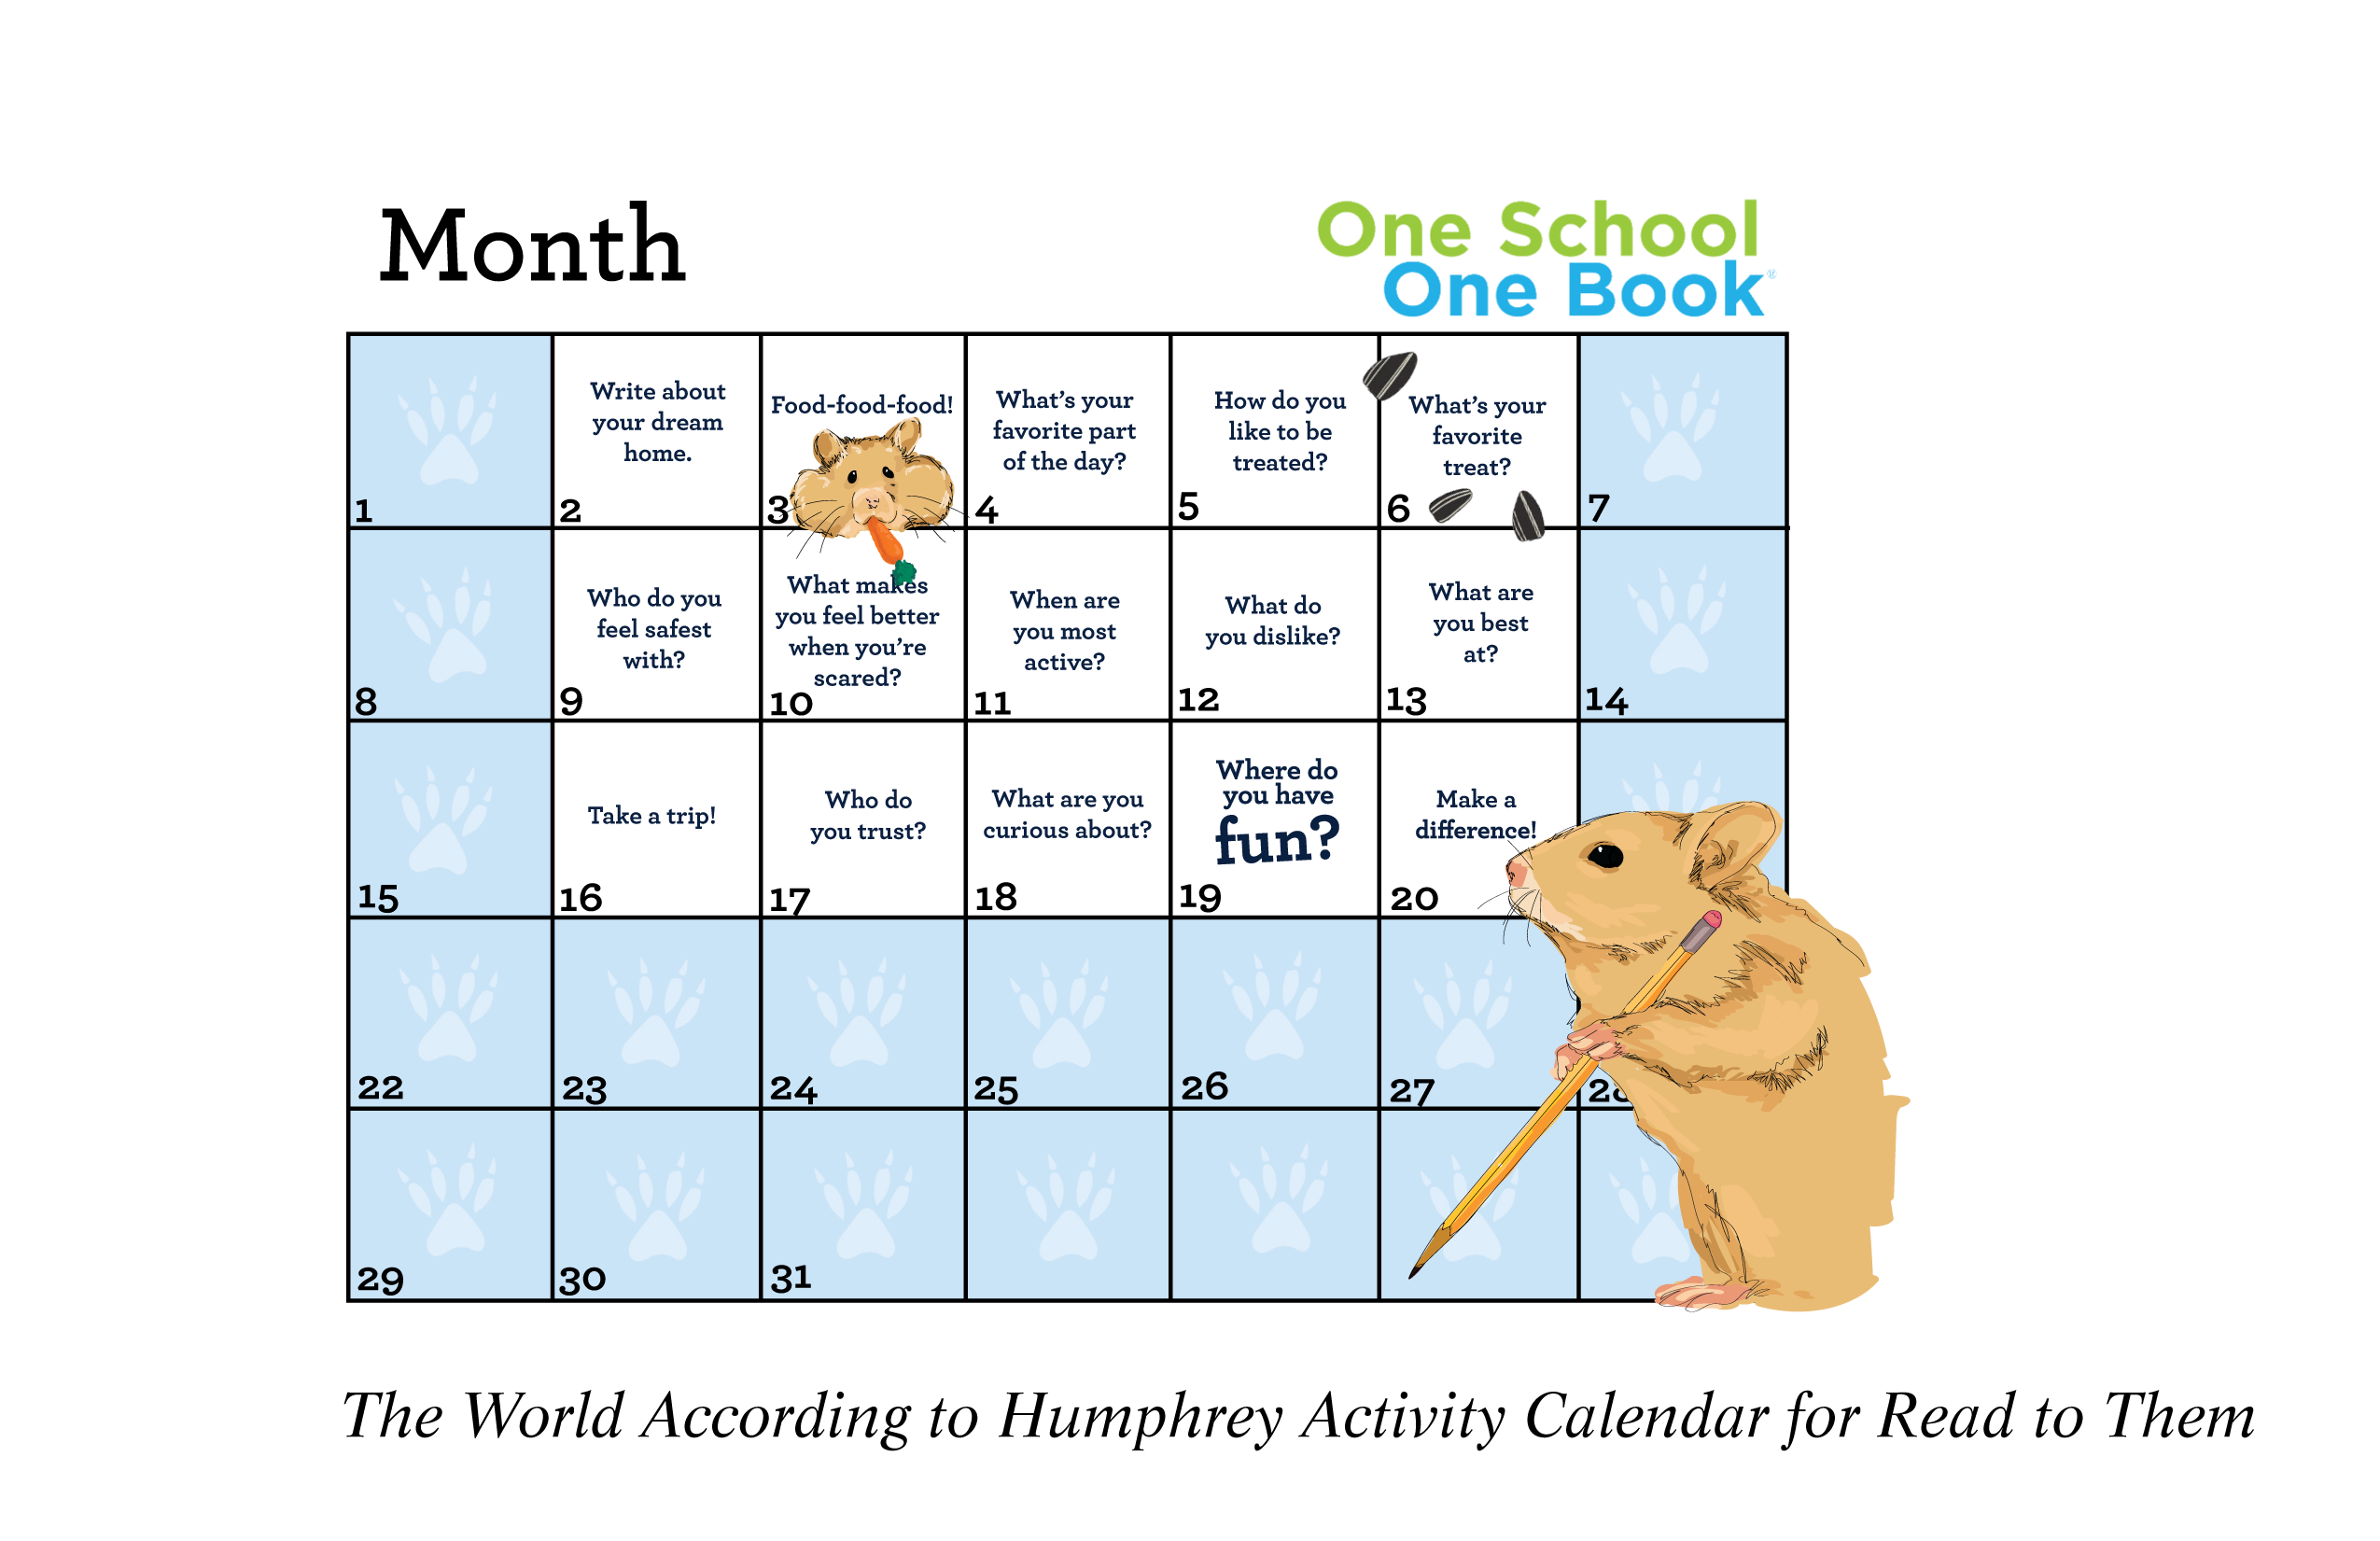 Month
One School
One Book®
Write about
your dream
home.
Food-food-food!
What's your
favorite part
of the day?
How do you
like to be
treated?
What's your
favorite
treat?
1
2
3
4
5
6
7
Who do you
feel safest
with?
What makes
you feel better
when you're
scared?
When are
you most
active?
What do
you dislike?
What are
you best
at?
8
9
10
11
12
13
14
Take a trip!
Who do
you trust?
What are you
curious about?
Where do
you have
fun?
Make a
difference!
15
16
17
18
19
20
22
23
24
25
26
27
29
30
31
The World According to Humphrey Activity Calendar for Read to Them